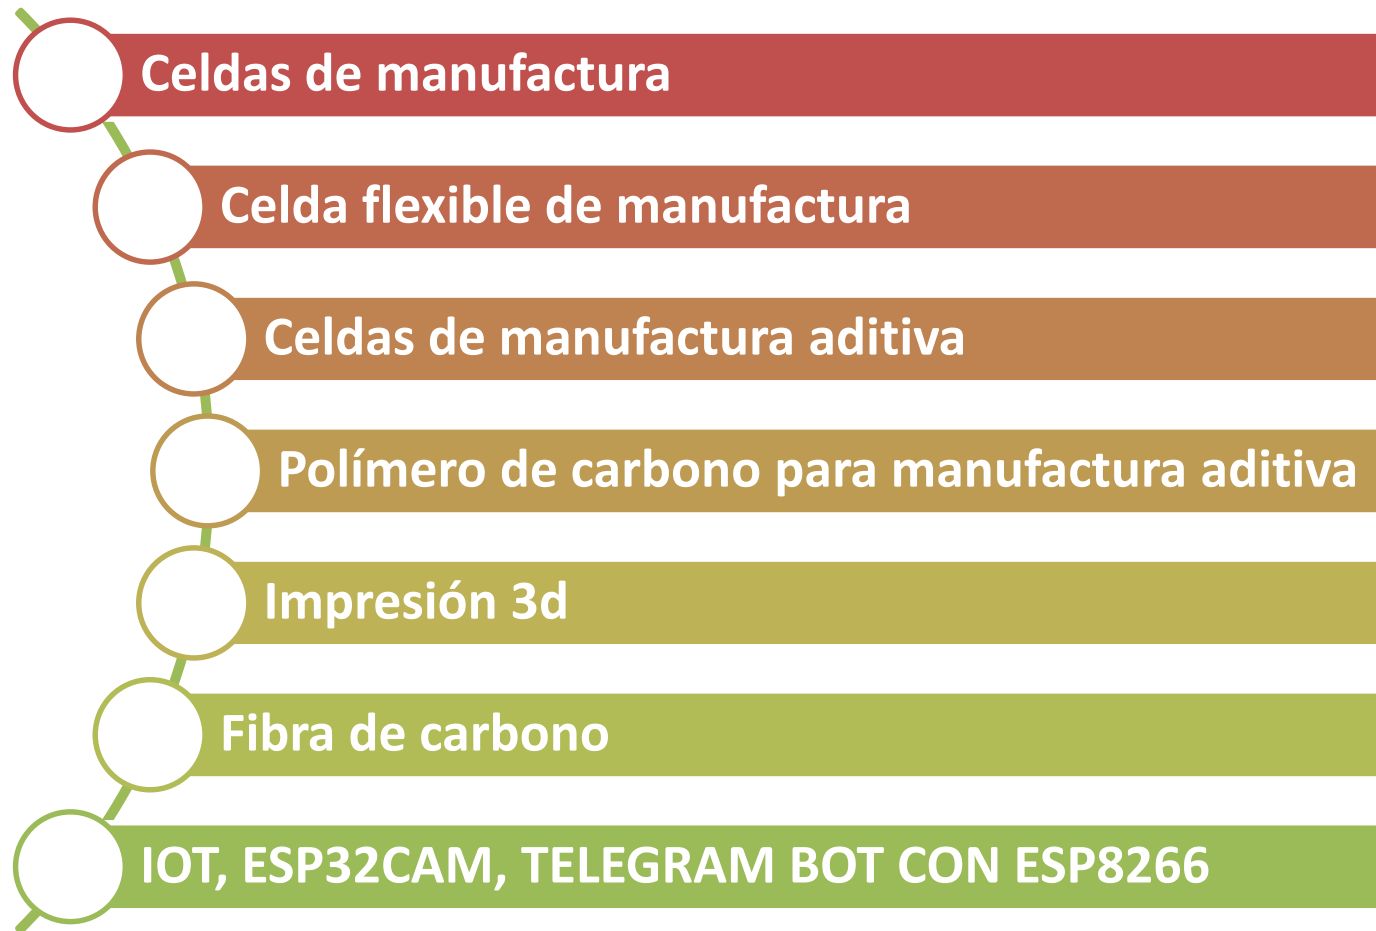 Celdas de manufactura
Celda flexible de manufactura
Celdas de manufactura aditiva
Polímero de carbono para manufactura aditiva
Impresión 3d
Fibra de carbono
IOT, ESP32CAM, TELEGRAM BOT CON ESP8266